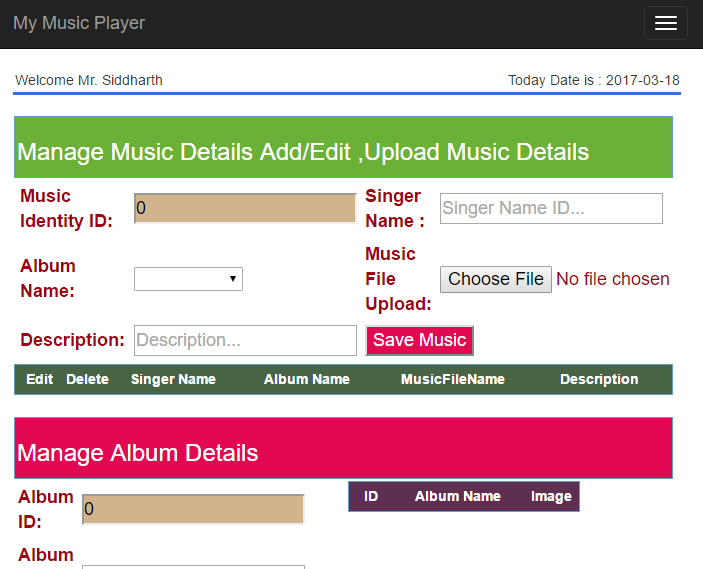 My Music Player
Welcome Mr. Siddharth Today Date is : 2017-03-18
Manage Music Details Add/Edit ,Upload Music Details
Music Identity ID: 0 Singer Name : Singer Name ID...
Album Name: Music File Upload: Choose File No file chosen
Description: Description... Save Music
Edit Delete Singer Name Album Name MusicFileName Description
Manage Album Details
Album ID: 0 ID Album Name Image
Album